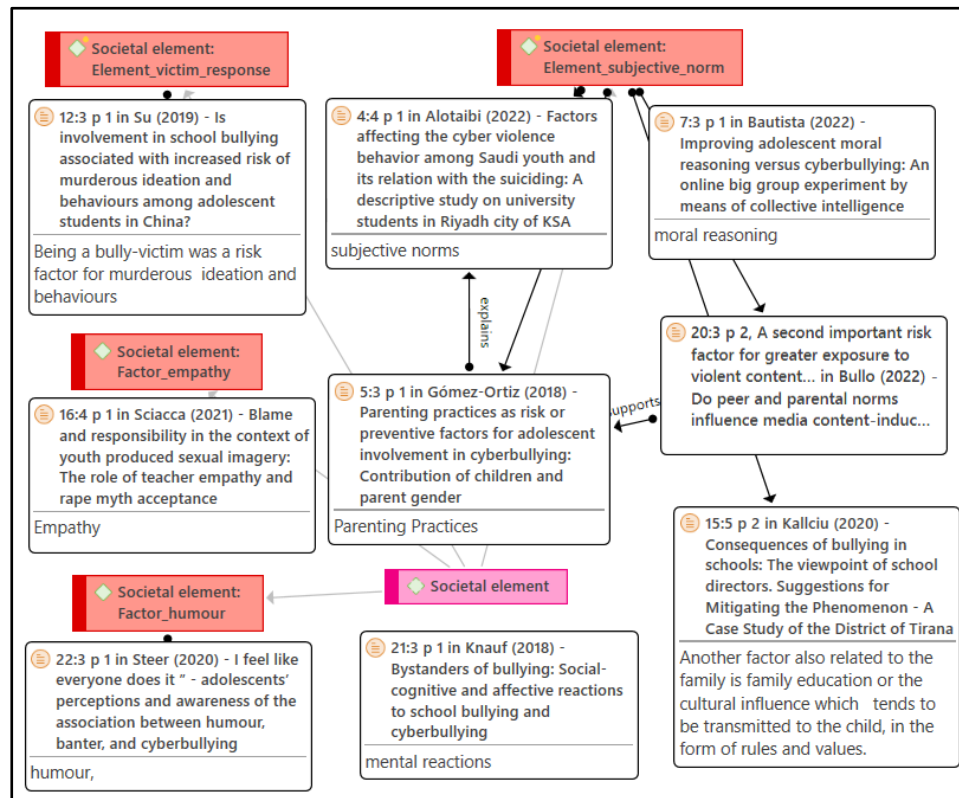 Societal element:
Element_victim_response
Societal element:
Element_subjective_norm
12:3 p 1 in Su (2019) - Is
involvement in school bullying
associated with increased risk of
murderous ideation and
behaviours among adolescent
students in China?
Being a bully-victim was a risk
factor for murderous ideation and
behaviours
4:4 p 1 in Alotaibi (2022) - Factors
affecting the cyber violence
behavior among Saudi youth and
its relation with the suiciding: A
descriptive study on university
students in Riyadh city of KSA
subjective norms
7:3 p 1 in Bautista (2022) -
Improving adolescent moral
reasoning versus cyberbullying: An
online big group experiment by
means of collective intelligence
moral reasoning
explains
Societal element:
Factor_empathy
16:4 p 1 in Sciacca (2021) - Blame
and responsibility in the context of
youth produced sexual imagery:
The role of teacher empathy and
rape myth acceptance
Empathy
5:3 p 1 in Gómez-Ortiz (2018) -
Parenting practices as risk or
preventive factors for adolescent
involvement in cyberbullying:
Contribution of children and
parent gender
Parenting Practices
supports
20:3 p 2, A second important risk
factor for greater exposure to
violent content... in Bullo (2022) -
Do peer and parental norms
influence media content-induc...
Societal element:
Factor_humour
Societal element
22:3 p 1 in Steer (2020) - I feel like
everyone does it " - adolescents'
perceptions and awareness of the
association between humour,
banter, and cyberbullying
humour,
21:3 p 1 in Knauf (2018) -
Bystanders of bullying: Social-
cognitive and affective reactions
to school bullying and
cyberbullying
mental reactions
15:5 p 2 in Kallciu (2020) -
Consequences of bullying in
schools: The viewpoint of school
directors. Suggestions for
Mitigating the Phenomenon - A
Case Study of the District of Tirana
Another factor also related to the
family is family education or the
cultural influence which tends to
be transmitted to the child, in the
form of rules and values.